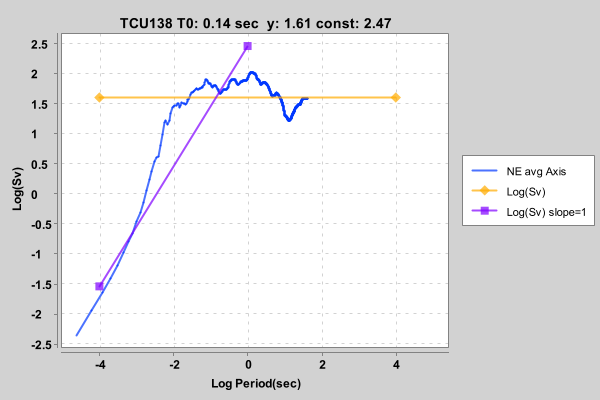 TCU138 T0: 0.14 sec  y: 1.61 const: 2.47
2.5
2
1.5
1
0.5
0
-0.5
-1
-1.5
-2
-2.5
Log(Sv)
-4
-2
0
2
4
Log Period(sec)
NE avg Axis
Log(Sv)
Log(Sv) slope=1